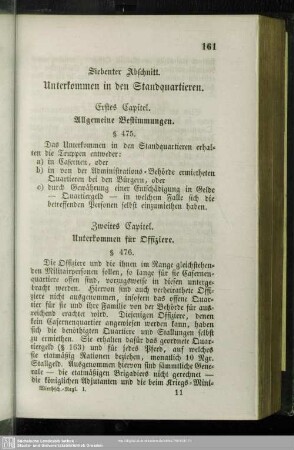 161
Siebenter Abschnitt.
Unterkommen in den Standquartieren.
Erstes Capitel.
Allgemeine Bestimmungen.
§ 475.
Das Unterkommen in den Standquartieren erhal-
ten die Truppen entweder:
a) in Casernen, oder
b) in von der Administrations-Behörde ermietheten
Quartieren bei den Bürgern, oder
c) durch Gewährung einer Entschädigung in Gelde
— Quartiergeld — in welchem Falle sich die
betreffenden Personen selbst einzumiethen haben.
Zweites Capitel.
Unterkommen für Offiziere.
§ 476.
Die Offiziere und die ihnen im Range gleichstehen-
den Militairpersonen sollen, so lange für sie Casernen-
quartiere offen sind, vorzugsweise in diesen unterge-
bracht werden. Hiervon sind auch verheirathete Offi-
ziere nicht ausgenommen, insofern das offene Quar-
tier für sie und ihre Familie von der Behörde für aus-
reichend erachtet wird. Diejenigen Offiziere, denen
kein Casernenquartier angewiesen werden kann, haben
sich die benöthigten Quartiere und Stallungen selbst
zu ermiethen. Sie erhalten dafür das geordnete Quar-
tiergeld (§ 163) und für jedes Pferd, auf welches
sie etatmäßig Rationen beziehen, monatlich 10 Ngr.
Stallgeld. Ausgenommen hiervon sind sämmtliche Gene-
rale — die etatmäßigen Brigadiers nicht gerechnet —
die königlichen Adjutanten und die beim Kriegs-Mini-
Wirthsch.-Regl. I.
11